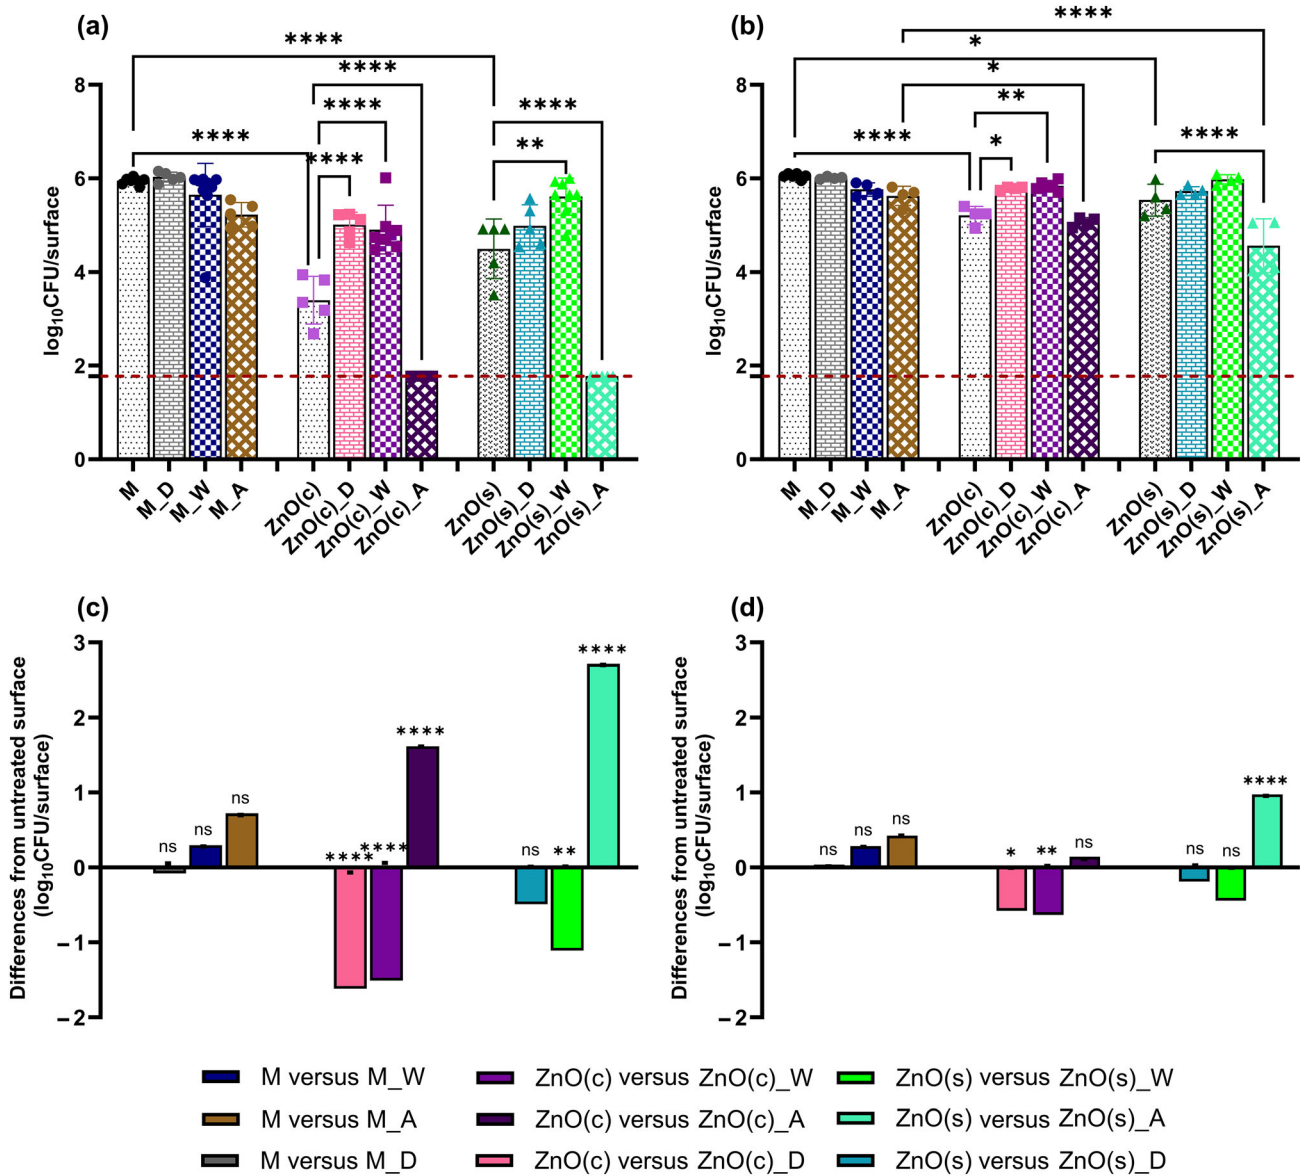 (a)
****
****
****
****
****
****
**
log₁₀CFU/surface
8
6
4
2
0
M
M_D
M_W
M_A
ZnO(c)
ZnO(c)_D
ZnO(c)_W
ZnO(c)_A
ZnO(s)
ZnO(s)_D
ZnO(s)_W
ZnO(s)_A
(b)
****
*
*
**
****
*
****
log₁₀CFU/surface
8
6
4
2
0
M
M_D
M_W
M_A
ZnO(c)
ZnO(c)_D
ZnO(c)_W
ZnO(c)_A
ZnO(s)
ZnO(s)_D
ZnO(s)_W
ZnO(s)_A
(c)
Differences from untreated surface
(log₁₀CFU/surface)
3
2
1
0
−1
−2
ns
ns
ns
****
****
****
ns
**
****
(d)
Differences from untreated surface
(log₁₀CFU/surface)
3
2
1
0
−1
−2
ns
ns
ns
*
**
ns
ns
ns
****
M versus M_W
ZnO(c) versus ZnO(c)_W
ZnO(s) versus ZnO(s)_W
M versus M_A
ZnO(c) versus ZnO(c)_A
ZnO(s) versus ZnO(s)_A
M versus M_D
ZnO(c) versus ZnO(c)_D
ZnO(s) versus ZnO(s)_D